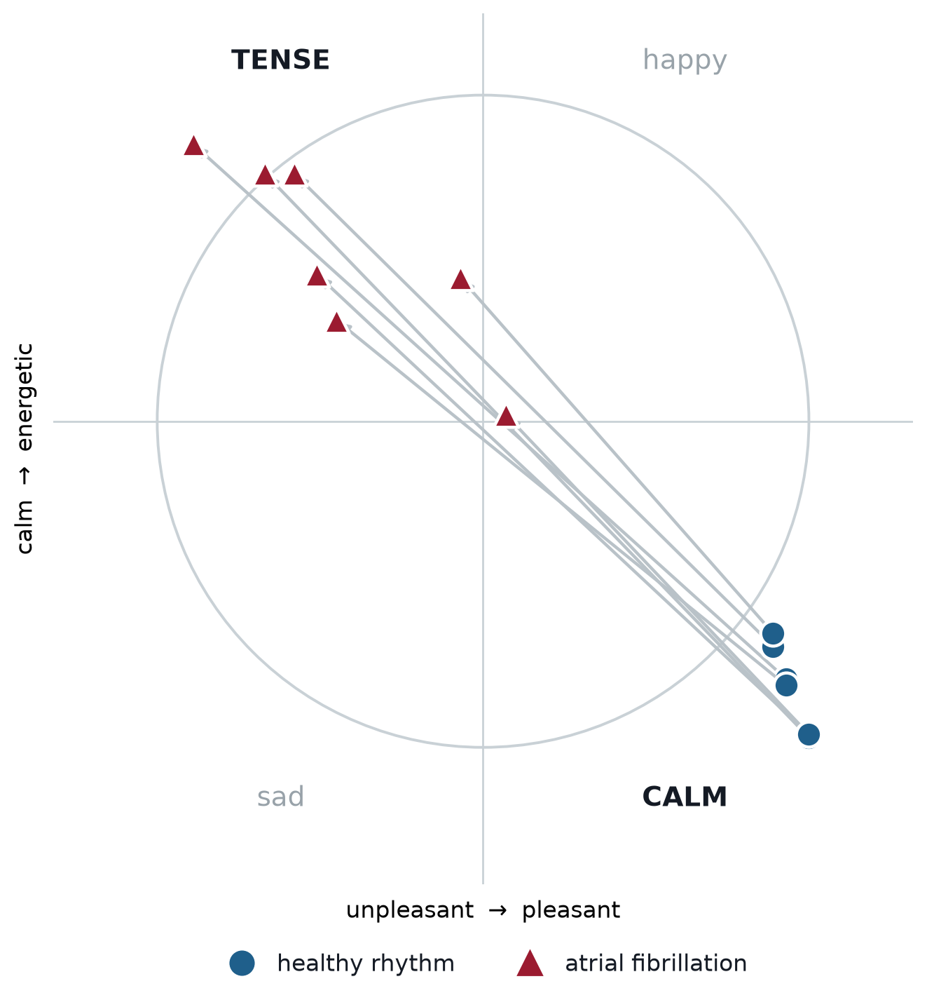 TENSE
happy
calm → energetic
sad
CALM
unpleasant → pleasant
healthy rhythm
atrial fibrillation